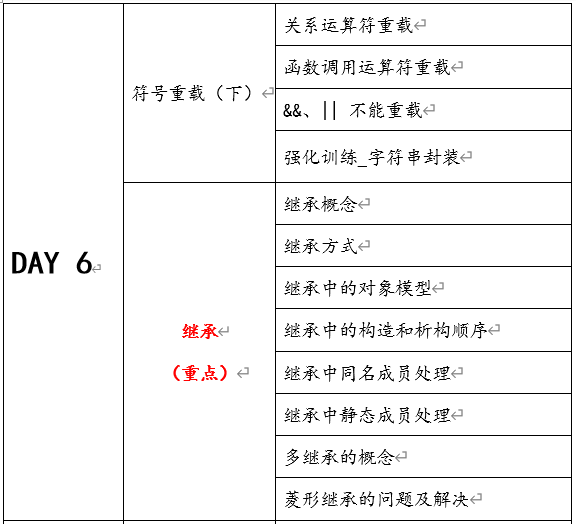 DAY 6
符号重载（下）
关系运算符重载
函数调用运算符重载
&&、|| 不能重载
强化训练_字符串封装
继承
（重点）
继承概念
继承方式
继承中的对象模型
继承中的构造和析构顺序
继承中同名成员处理
继承中静态成员处理
多继承的概念
菱形继承的问题及解决